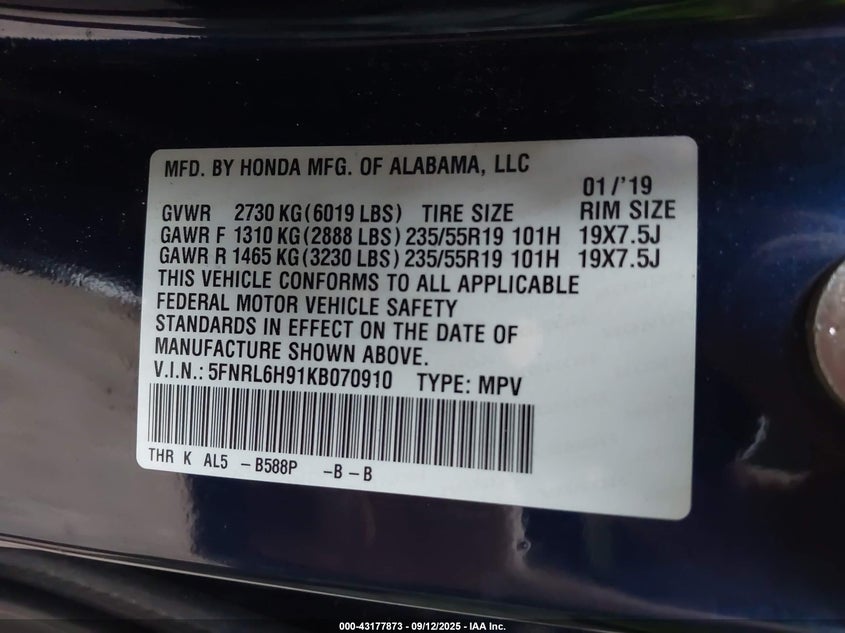 MFD. BY HONDA MFG. OF ALABAMA, LLC
01/'19
GVWR 2730 KG(6019 LBS) TIRE SIZE RIM SIZE
GAWR F 1310 KG(2888 LBS) 235/55R19 101H 19X7.5J
GAWR R 1465 KG(3230 LBS) 235/55R19 101H 19X7.5J
THIS VEHICLE CONFORMS TO ALL APPLICABLE
FEDERAL MOTOR VEHICLE SAFETY
STANDARDS IN EFFECT ON THE DATE OF
MANUFACTURE SHOWN ABOVE.
V.I.N.: 5FNRL6H91KB070910 TYPE: MPV
THR K AL5 -B588P -B-B
000-43177873 - 09/12/2025 - IAA Inc.